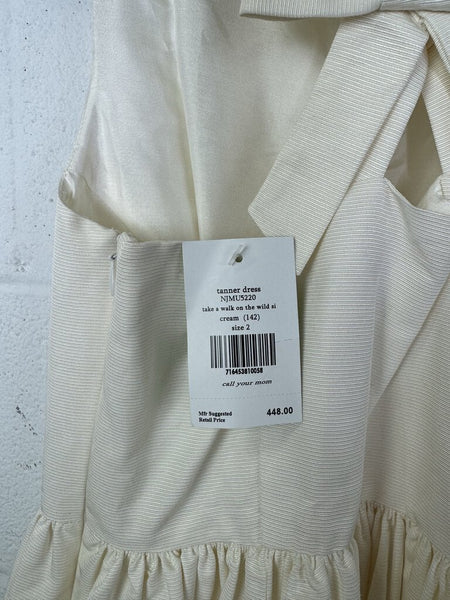 tanner dress
NJMU5220
take a walk on the wild si
cream (142)
size 2
716453810058
call your mom
Mfr Suggested
Retail Price
448.00